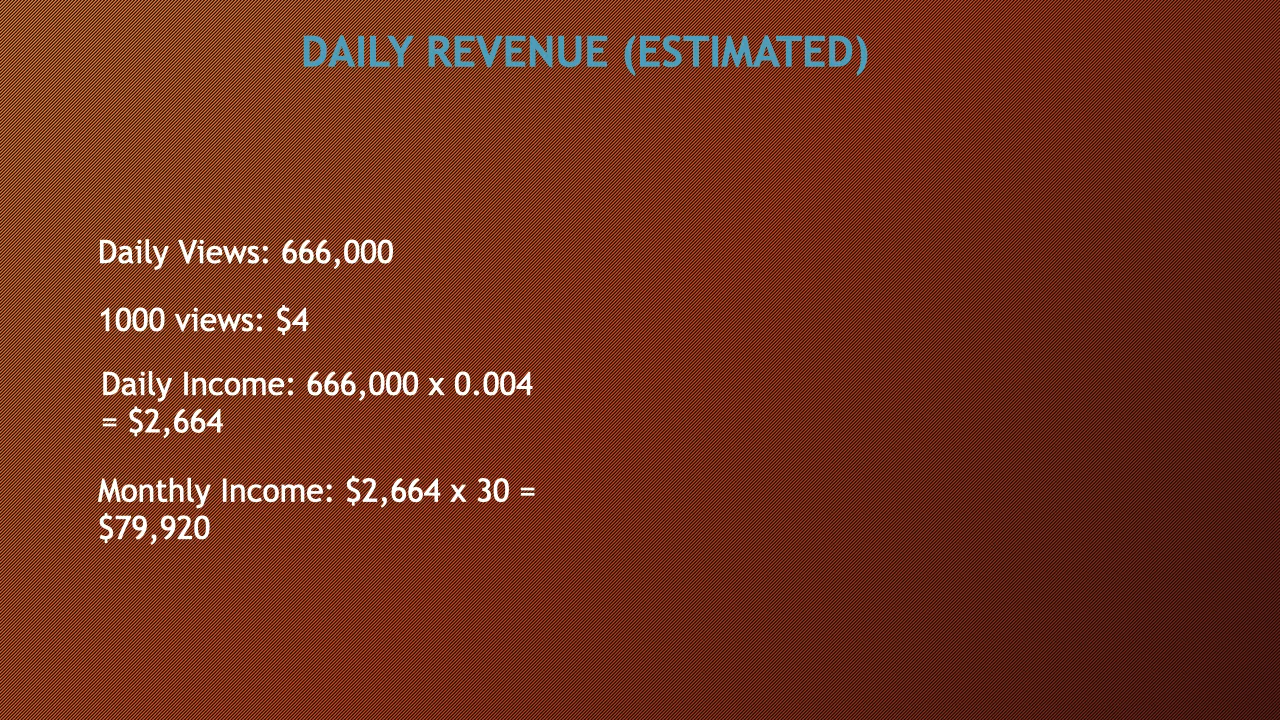 DAILY REVENUE (ESTIMATED)
Daily Views: 666,000
1000 views: $4
Daily Income: 666,000 x 0.004
= $2,664
Monthly Income: $2,664 x 30 =
$79,920